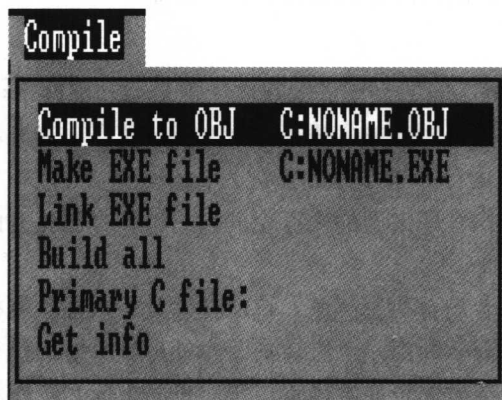 Compile
Compile to OBJ C:NONAME.OBJ
Make EXE file C:NONAME.EXE
Link EXE file
Build all
Primary C file:
Get info